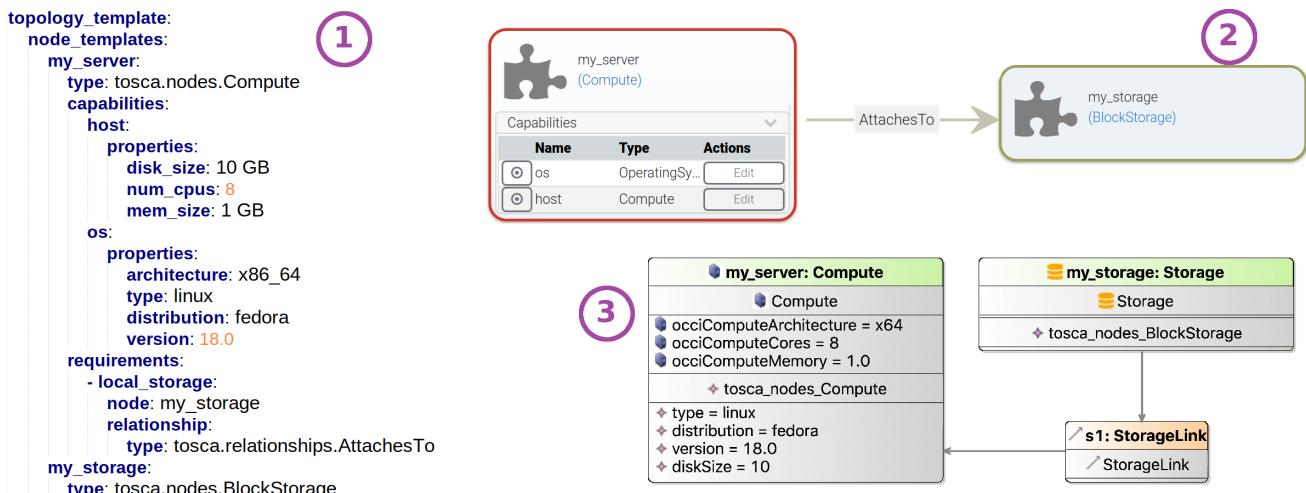 topology_template:
node_templates:
my_server:
type: tosca.nodes.Compute
capabilities:
host:
properties:
disk_size: 10 GB
num_cpus: 8
mem_size: 1 GB
os:
properties:
architecture: x86_64
type: linux
distribution: fedora
version: 18.0
requirements:
- local_storage:
node: my_storage
relationship:
type: tosca.relationships.AttachesTo
my_storage:
type: tosca.nodes.BlockStorage
1
my_server
(Compute)
Capabilities
Name Type Actions
os OperatingSy... Edit
host Compute Edit
AttachesTo
2
my_storage
(BlockStorage)
3
my_server: Compute
Compute
occiComputeArchitecture = x64
occiComputeCores = 8
occiComputeMemory = 1.0
tosca_nodes_Compute
type = linux
distribution = fedora
version = 18.0
diskSize = 10
my_storage: Storage
Storage
tosca_nodes_BlockStorage
s1: StorageLink
StorageLink